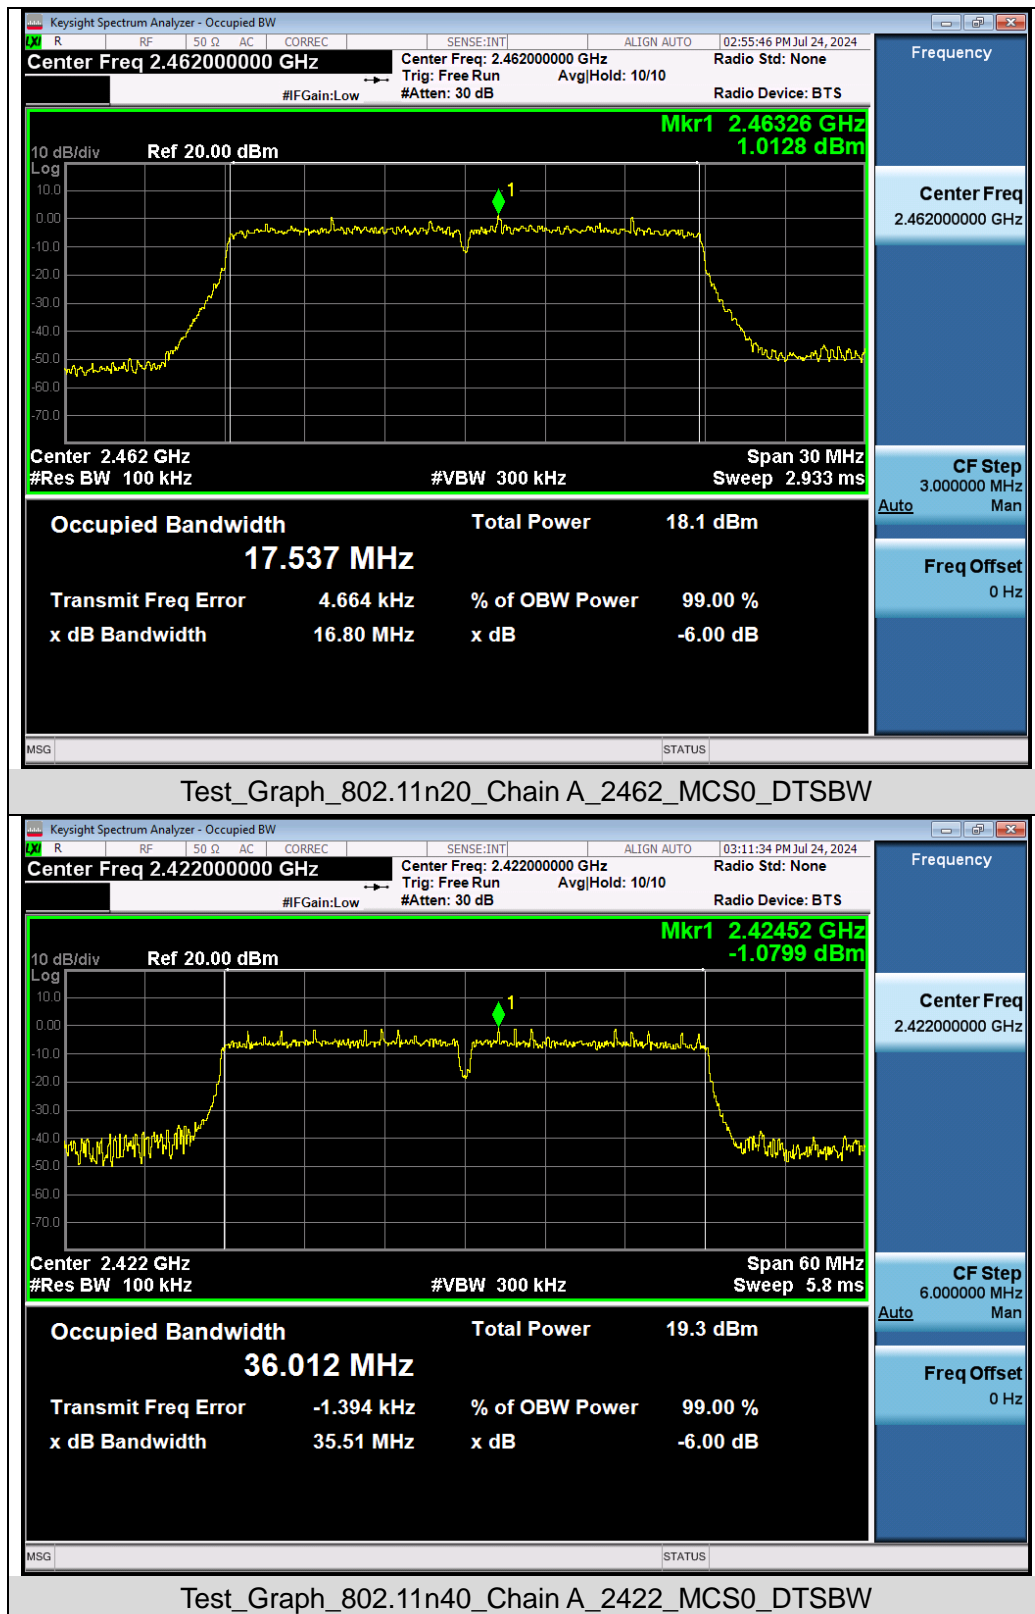 Keysight Spectrum Analyzer - Occupied BW
LXI R RF 50 Ω AC CORREC SENSE:INT ALIGN AUTO 02:55:46 PM Jul 24, 2024
Center Freq 2.462000000 GHz
Center Freq: 2.462000000 GHz
Radio Std: None
Trig: Free Run Avg|Hold: 10/10
#IFGain:Low
#Atten: 30 dB
Radio Device: BTS
Frequency
Mkr1 2.46326 GHz
1.0128 dBm
10 dB/div Ref 20.00 dBm
Log
10.0
0.00
-10.0
-20.0
-30.0
-40.0
-50.0
-60.0
-70.0
1
Center Freq
2.462000000 GHz
Center 2.462 GHz
Span 30 MHz
#Res BW 100 kHz
#VBW 300 kHz
Sweep 2.933 ms
CF Step
3.000000 MHz
Auto Man
Freq Offset
0 Hz
Occupied Bandwidth
Total Power 18.1 dBm
17.537 MHz
Transmit Freq Error 4.664 kHz % of OBW Power 99.00 %
x dB Bandwidth 16.80 MHz x dB -6.00 dB
MSG STATUS
Test_Graph_802.11n20_Chain A_2462_MCS0_DTSBW
Keysight Spectrum Analyzer - Occupied BW
LXI R RF 50 Ω AC CORREC SENSE:INT ALIGN AUTO 03:11:34 PM Jul 24, 2024
Center Freq 2.422000000 GHz
Center Freq: 2.422000000 GHz
Radio Std: None
Trig: Free Run Avg|Hold: 10/10
#IFGain:Low
#Atten: 30 dB
Radio Device: BTS
Frequency
Mkr1 2.42452 GHz
-1.0799 dBm
10 dB/div Ref 20.00 dBm
Log
10.0
0.00
-10.0
-20.0
-30.0
-40.0
-50.0
-60.0
-70.0
1
Center Freq
2.422000000 GHz
Center 2.422 GHz
Span 60 MHz
#Res BW 100 kHz
#VBW 300 kHz
Sweep 5.8 ms
CF Step
6.000000 MHz
Auto Man
Freq Offset
0 Hz
Occupied Bandwidth
Total Power 19.3 dBm
36.012 MHz
Transmit Freq Error -1.394 kHz % of OBW Power 99.00 %
x dB Bandwidth 35.51 MHz x dB -6.00 dB
MSG STATUS
Test_Graph_802.11n40_Chain A_2422_MCS0_DTSBW